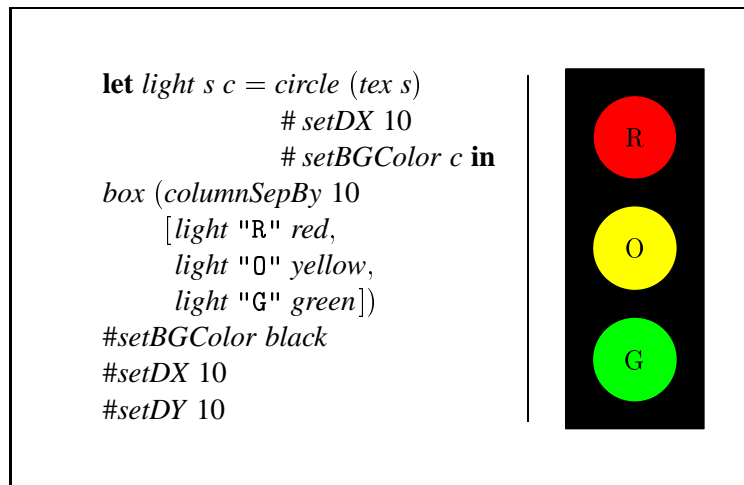 let light s c = circle (tex s)
# setDX 10
# setBGColor c in
box (columnSepBy 10
[light "R" red,
light "O" yellow,
light "G" green])
#setBGColor black
#setDX 10
#setDY 10
R
O
G